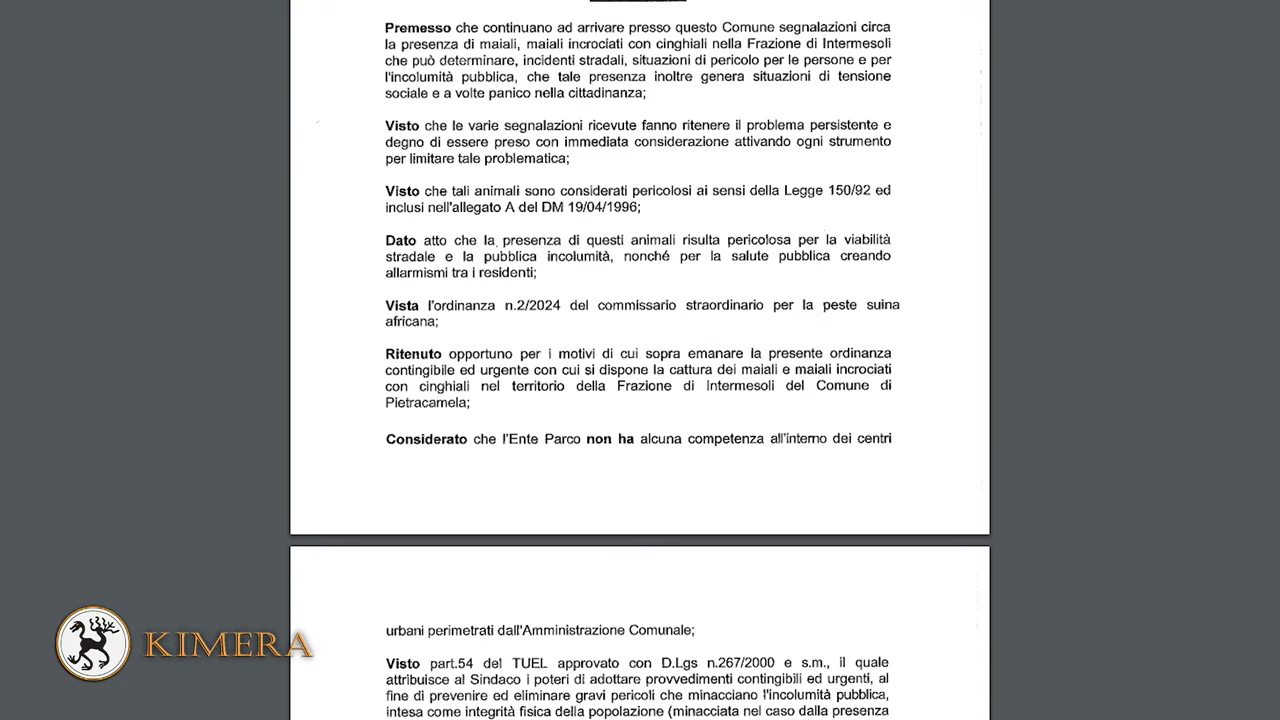 Premesso che continuano ad arrivare presso questo Comune segnalazioni circa
la presenza di maiali, maiali incrociati con cinghiali nella Frazione di Intermesoli
che può determinare, incidenti stradali, situazioni di pericolo per le persone e per
l'incolumità pubblica, che tale presenza inoltre genera situazioni di tensione
sociale e a volte panico nella cittadinanza;
Visto che le varie segnalazioni ricevute fanno ritenere il problema persistente e
degno di essere preso con immediata considerazione attivando ogni strumento
per limitare tale problematica;
Visto che tali animali sono considerati pericolosi ai sensi della Legge 150/92 ed
inclusi nell'allegato A del DM 19/04/1996;
Dato atto che la presenza di questi animali risulta pericolosa per la viabilità
stradale e la pubblica incolumità, nonché per la salute pubblica creando
allarmismi tra i residenti;
Vista l'ordinanza n.2/2024 del commissario straordinario per la peste suina
africana;
Ritenuto opportuno per i motivi di cui sopra emanare la presente ordinanza
contingibile ed urgente con cui si dispone la cattura dei maiali e maiali incrociati
con cinghiali nel territorio della Frazione di Intermesoli del Comune di
Pietracamela;
Considerato che l'Ente Parco non ha alcuna competenza all'interno dei centri
urbani perimetrati dall'Amministrazione Comunale;
Visto part.54 del TUEL approvato con D.Lgs n.267/2000 e s.m., il quale
attribuisce al Sindaco i poteri di adottare provvedimenti contingibili ed urgenti, al
fine di prevenire ed eliminare gravi pericoli che minacciano l'incolumità pubblica,
intesa come integrità fisica della popolazione (minacciata nel caso dalla presenza
KIMERA